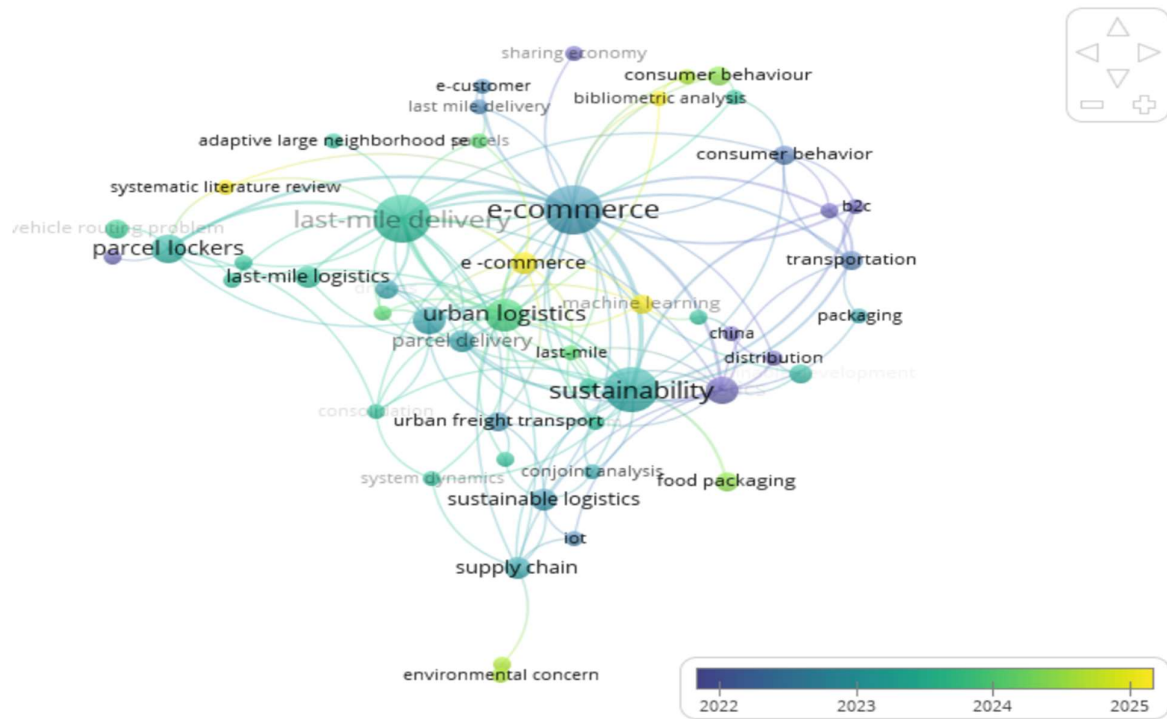 sharing economy
consumer behaviour
e-customer
bibliometric analysis
last mile delivery
adaptive large neighborhood se
parcels
consumer behavior
systematic literature review
b2c
e-commerce
last-mile delivery
vehicle routing problem
parcel lockers
transportation
e -commerce
last-mile logistics
machine learning
urban logistics
packaging
china
parcel delivery
last-mile
distribution
sustainability
consolidation
urban freight transport
conjoint analysis
system dynamics
food packaging
sustainable logistics
iot
supply chain
environmental concern
2022 2023 2024 2025